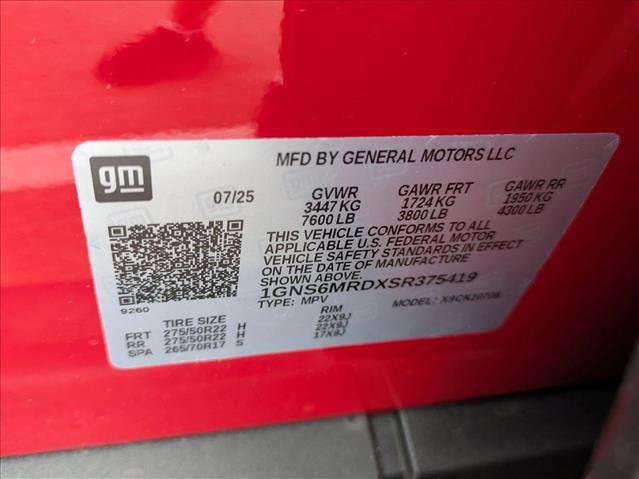 gm
MFD BY GENERAL MOTORS LLC
07/25 GVWR GAWR FRT GAWR RR
3447 KG 1724 KG 1950 KG
7600 LB 3800 LB 4300 LB
THIS VEHICLE CONFORMS TO ALL
APPLICABLE U.S. FEDERAL MOTOR
VEHICLE SAFETY STANDARDS IN EFFECT
ON THE DATE OF MANUFACTURE
SHOWN ABOVE.
1GNS6MRDXSR375419
TYPE: MPV MODEL: X9CK10706
9260
TIRE SIZE RIM
FRT 275/50R22 H 22X9J
RR 275/50R22 H 22X9J
SPA 265/70R17 S 17X8J